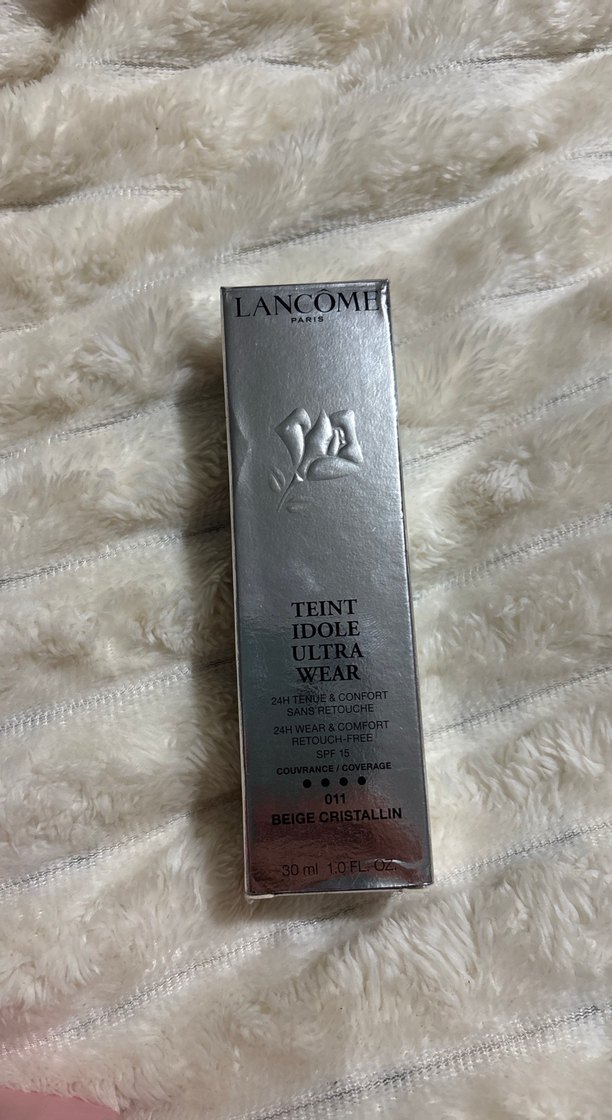 LANCÔME
PARIS
TEINT
IDOLE
ULTRA
WEAR
24H TENUE & CONFORT
SANS RETOUCHE
24H WEAR & COMFORT
RETOUCH-FREE
SPF 15
COUVRANCE / COVERAGE
● ● ● ●
011
BEIGE CRISTALLIN
30 ml 1.0 FL. OZ.